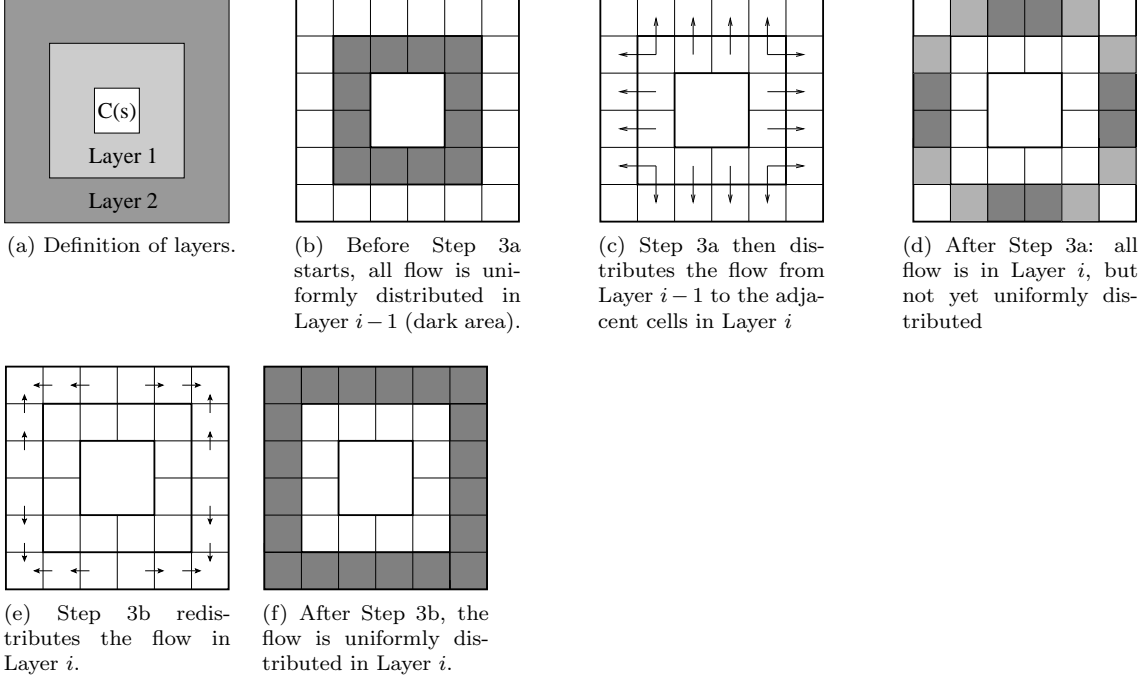 C(s)
Layer 1
Layer 2
(a) Definition of layers.
(b) Before Step 3a
starts, all flow is uni-
formly distributed in
Layer i − 1 (dark area).
(c) Step 3a then dis-
tributes the flow from
Layer i − 1 to the adja-
cent cells in Layer i
(d) After Step 3a: all
flow is in Layer i, but
not yet uniformly dis-
tributed
(e) Step 3b redis-
tributes the flow in
Layer i.
(f) After Step 3b, the
flow is uniformly dis-
tributed in Layer i.